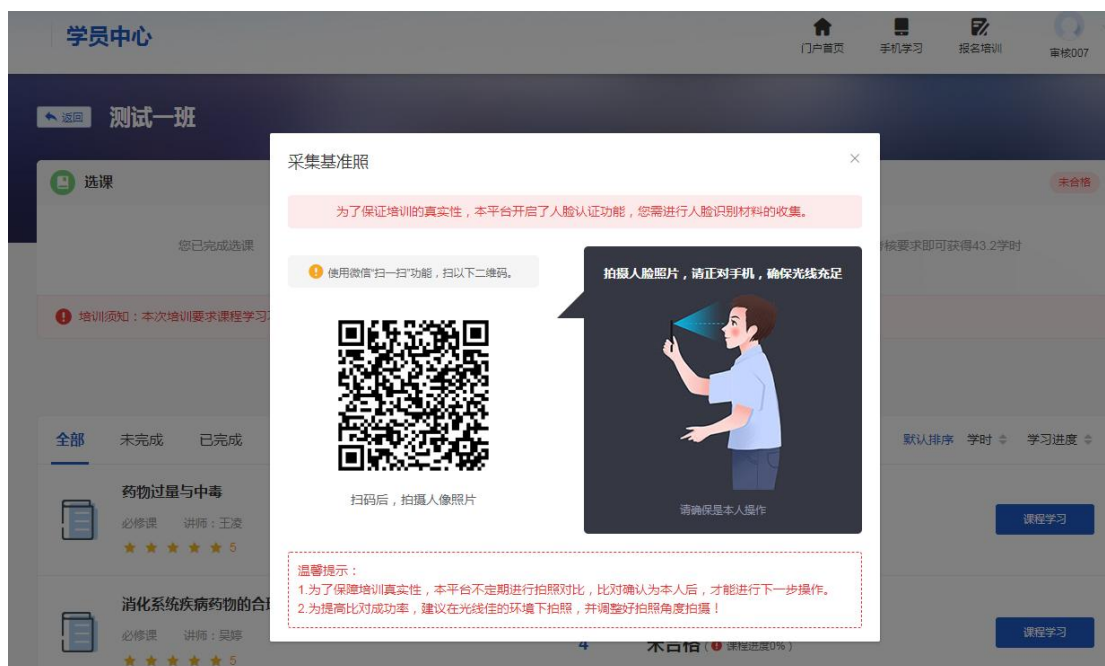 学员中心
门户首页
手机学习
报名培训
审核007
返回
测试一班
选课
未合格
您已完成选课
核要求即可获得43.2学时
培训须知：本次培训要求课程学习
采集基准照
为了保证培训的真实性，本平台开启了人脸认证功能，您需进行人脸识别材料的收集。
使用微信“扫一扫”功能，扫以下二维码。
拍摄人脸照片，请正对手机，确保光线充足
扫码后，拍摄人像照片
请确保是本人操作
温馨提示：
1.为了保障培训真实性，本平台不定期进行拍照对比，比对确认为本人后，才能进行下一步操作。
2.为提高比对成功率，建议在光线佳的环境下拍照，并调整好拍照角度拍摄！
全部
未完成
已完成
默认排序
学时
学习进度
药物过量与中毒
必修课
讲师：王凌
5
课程学习
消化系统疾病药物的合
必修课
讲师：吴婷
5
4
未合格（ 课程进度0% ）
课程学习